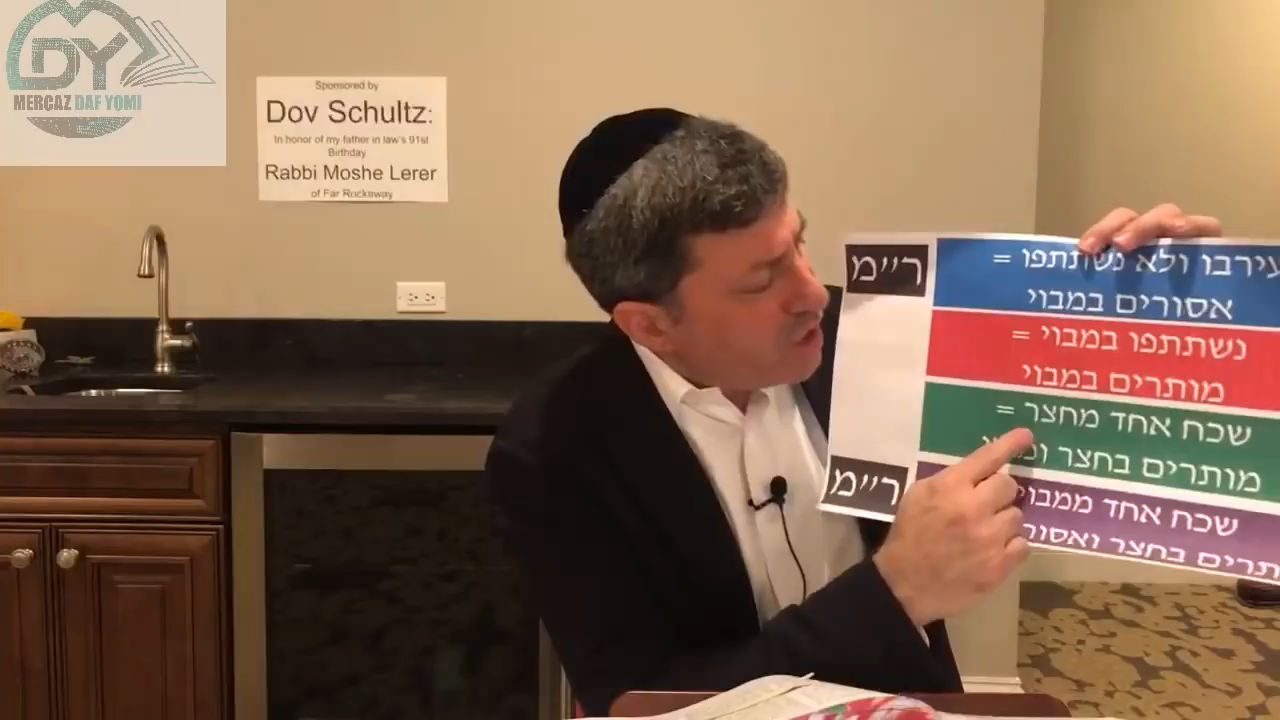 DY
MERCAZ DAF YOMI
Sponsored by
Dov Schultz:
In honor of my father in law's 91st
Birthday
Rabbi Moshe Lerer
of Far Rockaway
ר״מ
עירבו ולא נשתתפו =
אסורים במבוי
נשתתפו במבוי =
מותרים במבוי
שכח אחד מחצר =
מותרים בחצר
ר״מ
שכח אחד ממבוי
בחצר